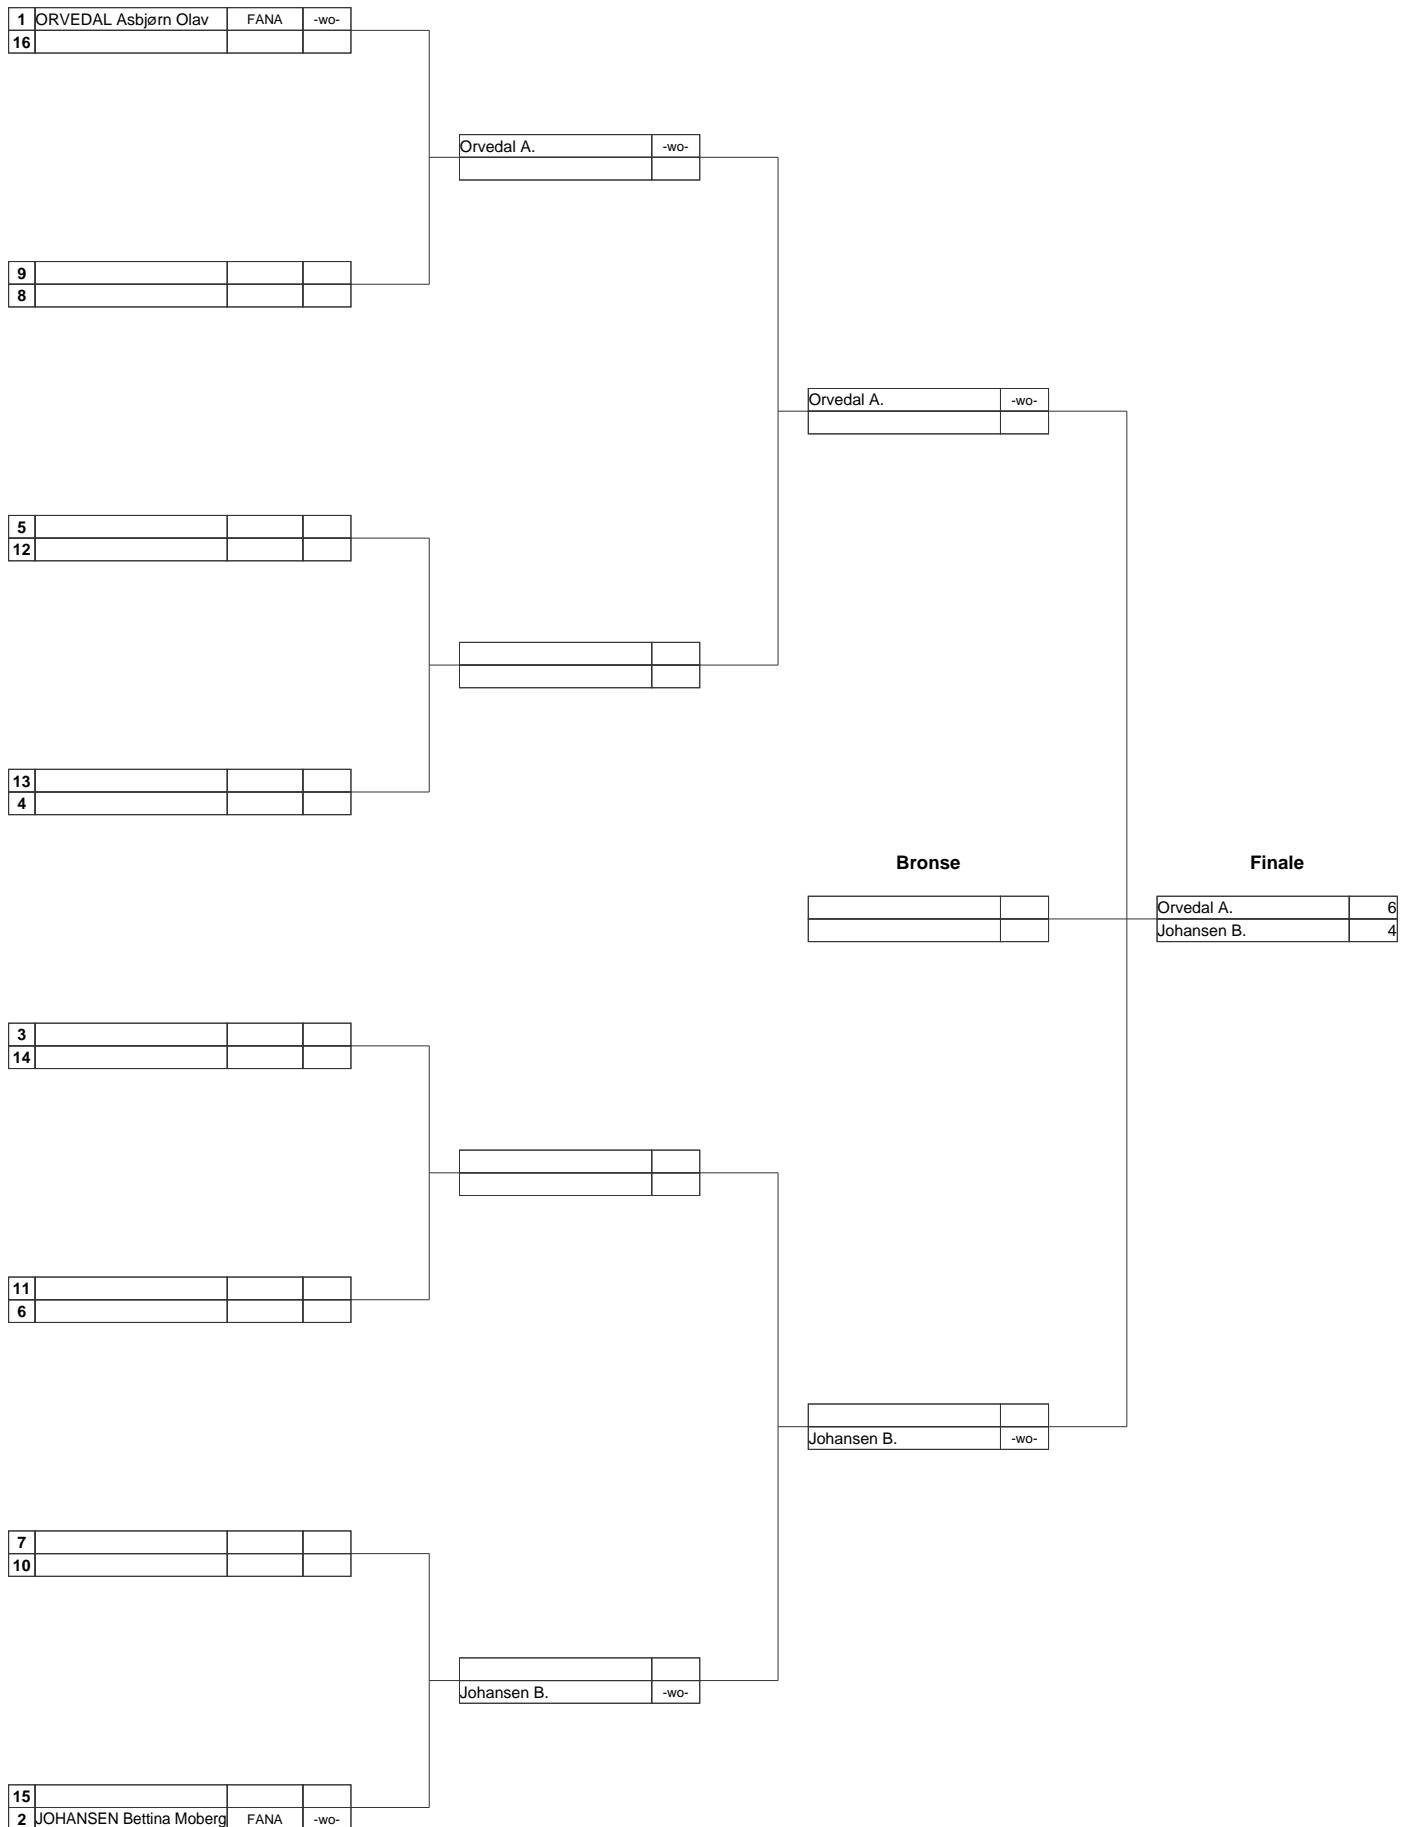 1 ORVEDAL Asbjørn Olav FANA -wo-
16
Orvedal A. -wo-
9
8
Orvedal A. -wo-
5
12
13
4
Bronse Finale
Orvedal A. 6
Johansen B. 4
3
14
11
6
Johansen B. -wo-
7
10
Johansen B. -wo-
15
2 JOHANSEN Bettina Moberg FANA -wo-